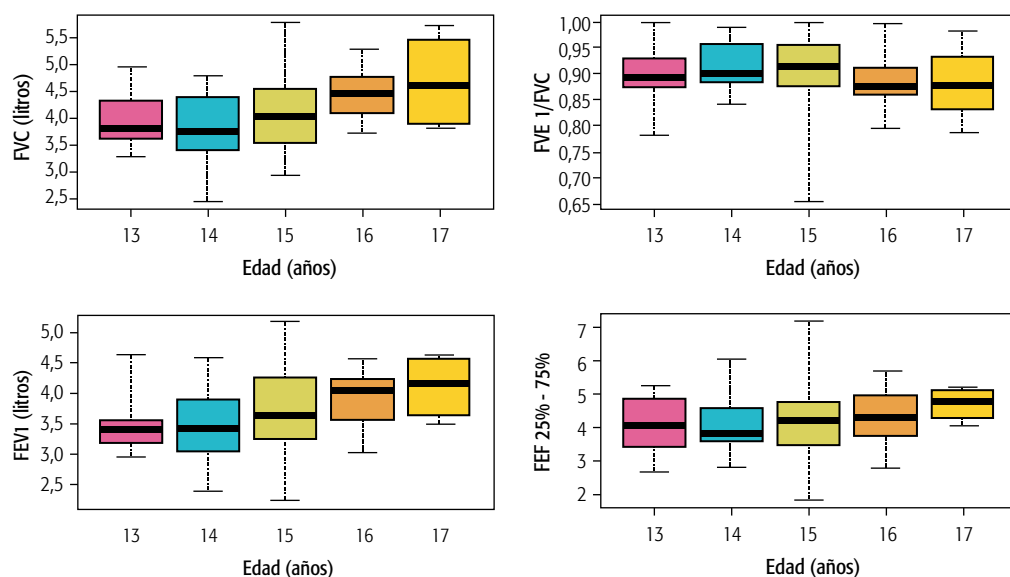 FVC (litros)
5,5
5,0
4,5
4,0
3,5
3,0
2,5
13 14 15 16 17
Edad (años)
FVE 1/FVC
1,00
0,95
0,90
0,85
0,80
0,75
0,70
0,65
13 14 15 16 17
Edad (años)
FEV1 (litros)
5,0
4,5
4,0
3,5
3,0
2,5
13 14 15 16 17
Edad (años)
FEF 25% - 75%
7
6
5
4
3
2
13 14 15 16 17
Edad (años)